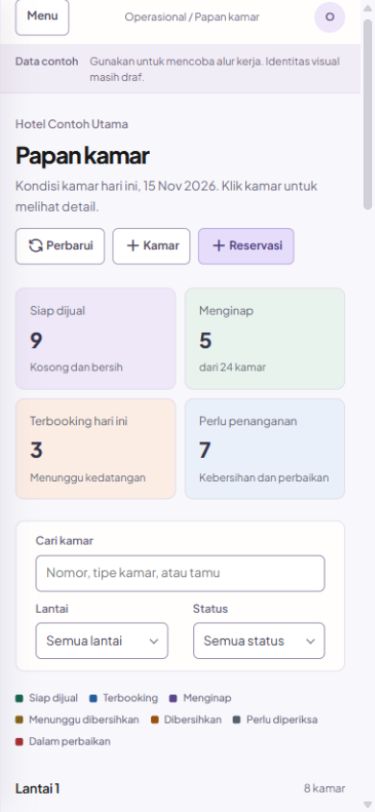 Menu
Operasional / Papan kamar
O
Data contoh
Gunakan untuk mencoba alur kerja. Identitas visual
masih draf.
Hotel Contoh Utama
Papan kamar
Kondisi kamar hari ini, 15 Nov 2026. Klik kamar untuk
melihat detail.
Perbarui
+ Kamar
+ Reservasi
Siap dijual
9
Kosong dan bersih
Menginap
5
dari 24 kamar
Terbooking hari ini
3
Menunggu kedatangan
Perlu penanganan
7
Kebersihan dan perbaikan
Cari kamar
Nomor, tipe kamar, atau tamu
Lantai
Status
Semua lantai
Semua status
Siap dijual
Terbooking
Menginap
Menunggu dibersihkan
Dibersihkan
Perlu diperiksa
Dalam perbaikan
Lantai 1
8 kamar